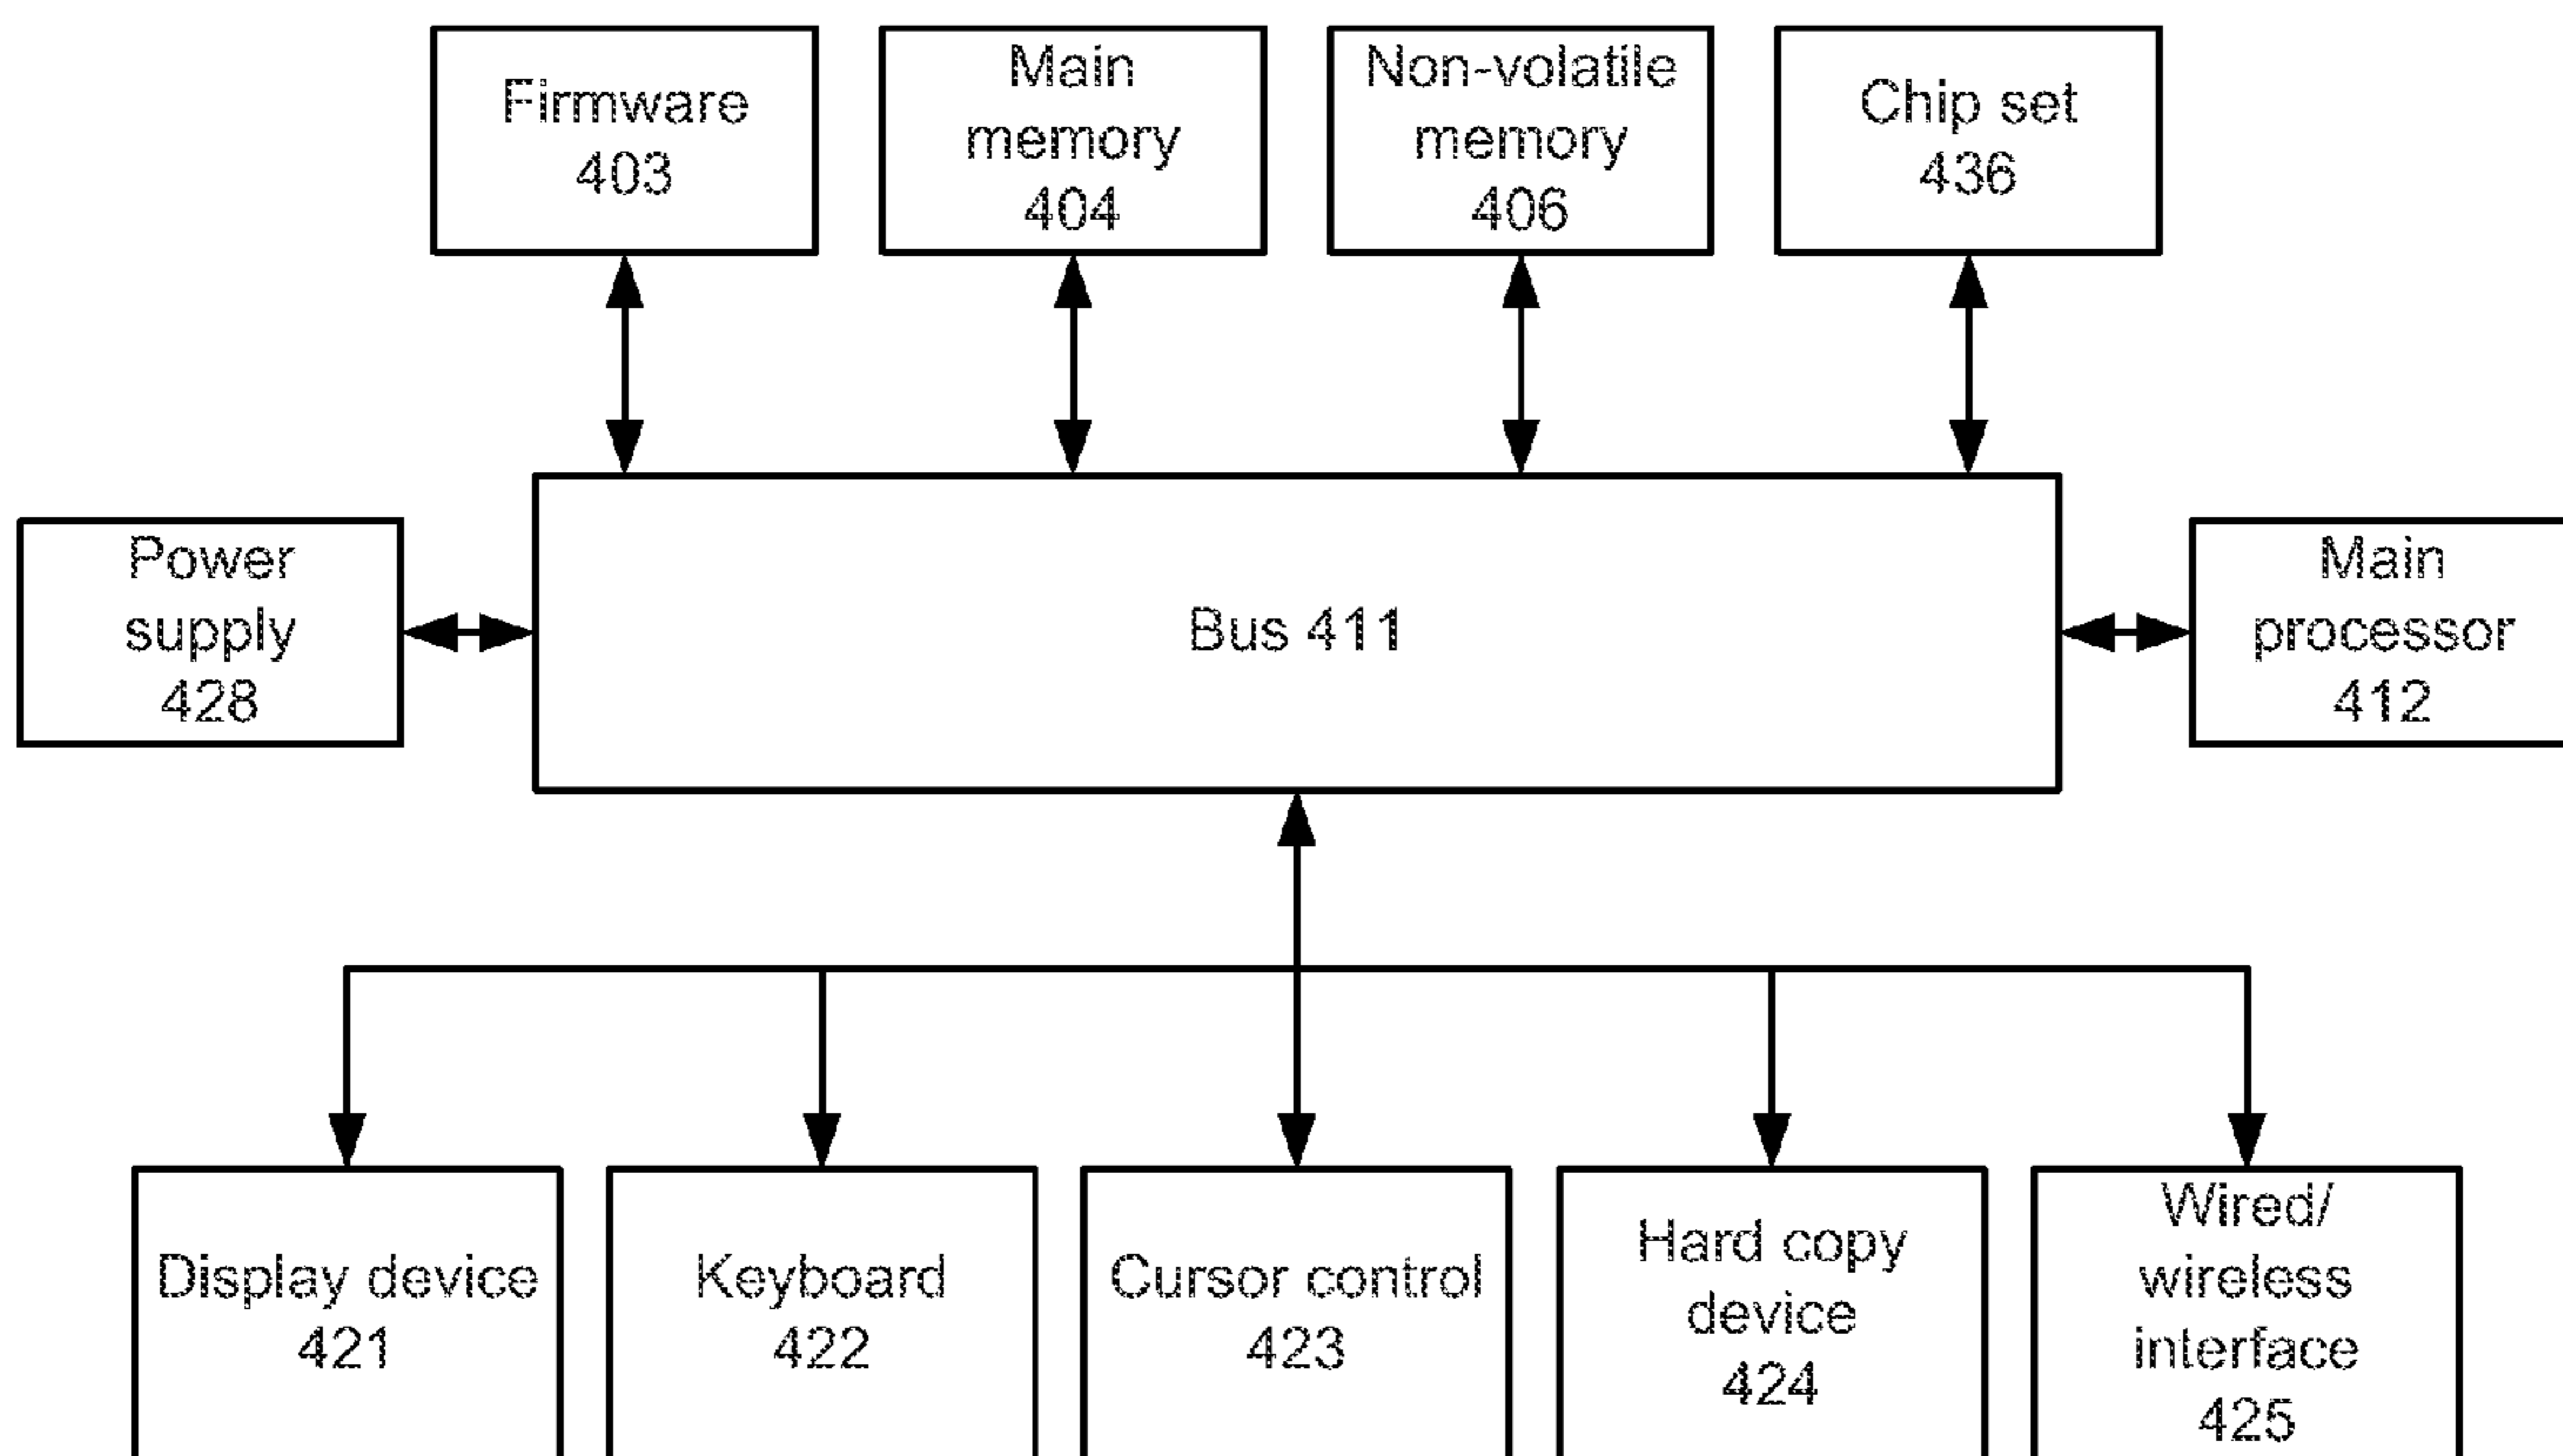 Firmware
403
Main
memory
404
Non-volatile
memory
406
Chip set
436
Power
supply
428
Bus 411
Main
processor
412
Display device
421
Keyboard
422
Cursor control
423
Hard copy
device
424
Wired/
wireless
interface
425